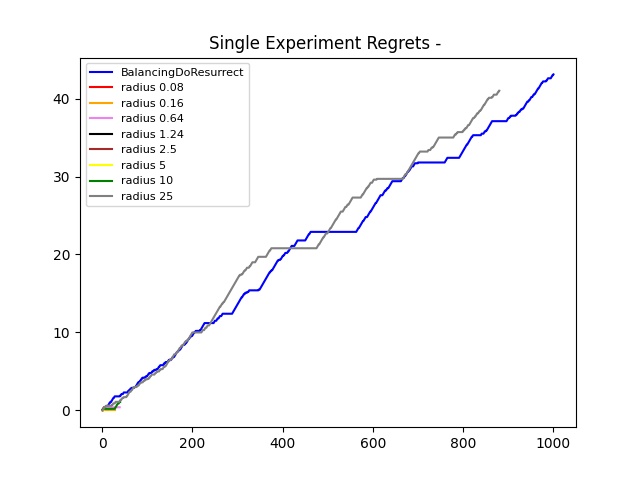 Single Experiment Regrets -
BalancingDoResurrect
radius 0.08
radius 0.16
radius 0.64
radius 1.24
radius 2.5
radius 5
radius 10
radius 25
40
30
20
10
0
0 200 400 600 800 1000